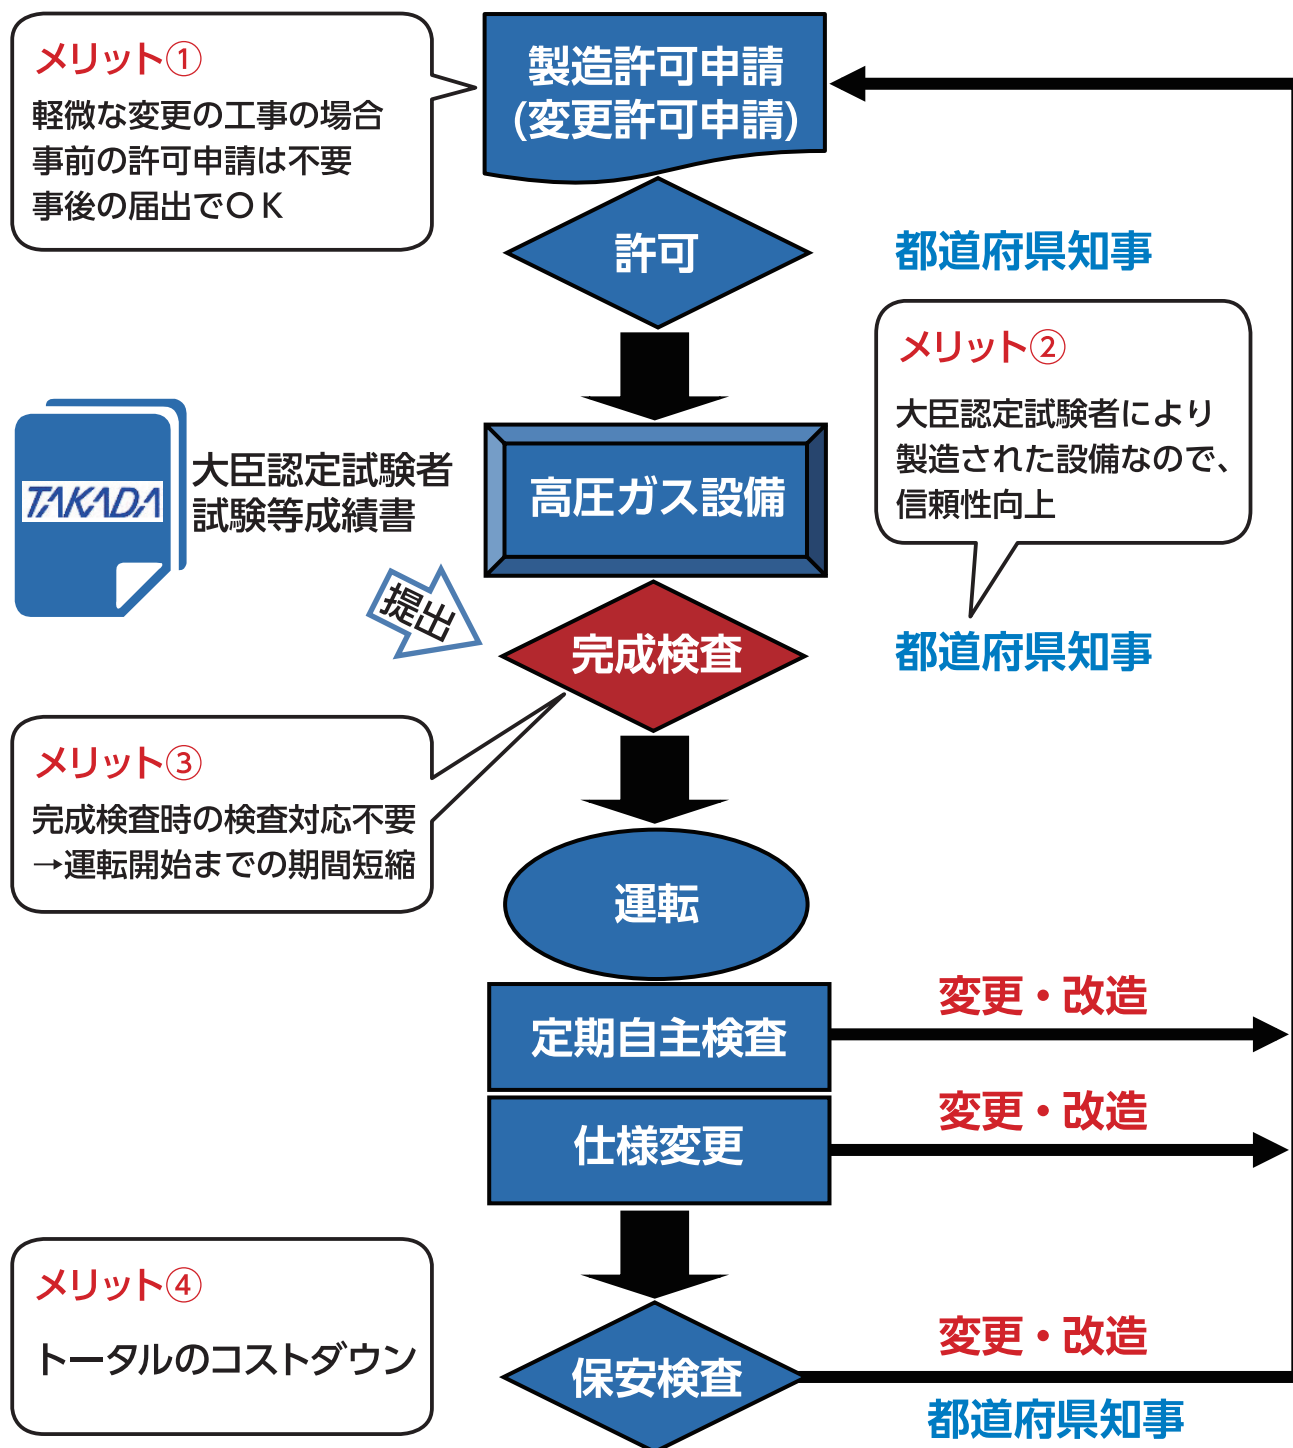 メリット①
軽微な変更の工事の場合
事前の許可申請は不要
事後の届出でOK
製造許可申請
(変更許可申請)
許可
都道府県知事
メリット②
大臣認定試験者により
製造された設備なので、
信頼性向上
TAKADA
大臣認定試験者
試験等成績書
高圧ガス設備
提出
完成検査
都道府県知事
メリット③
完成検査時の検査対応不要
→運転開始までの期間短縮
運転
定期自主検査
変更・改造
仕様変更
変更・改造
メリット④
トータルのコストダウン
保安検査
変更・改造
都道府県知事